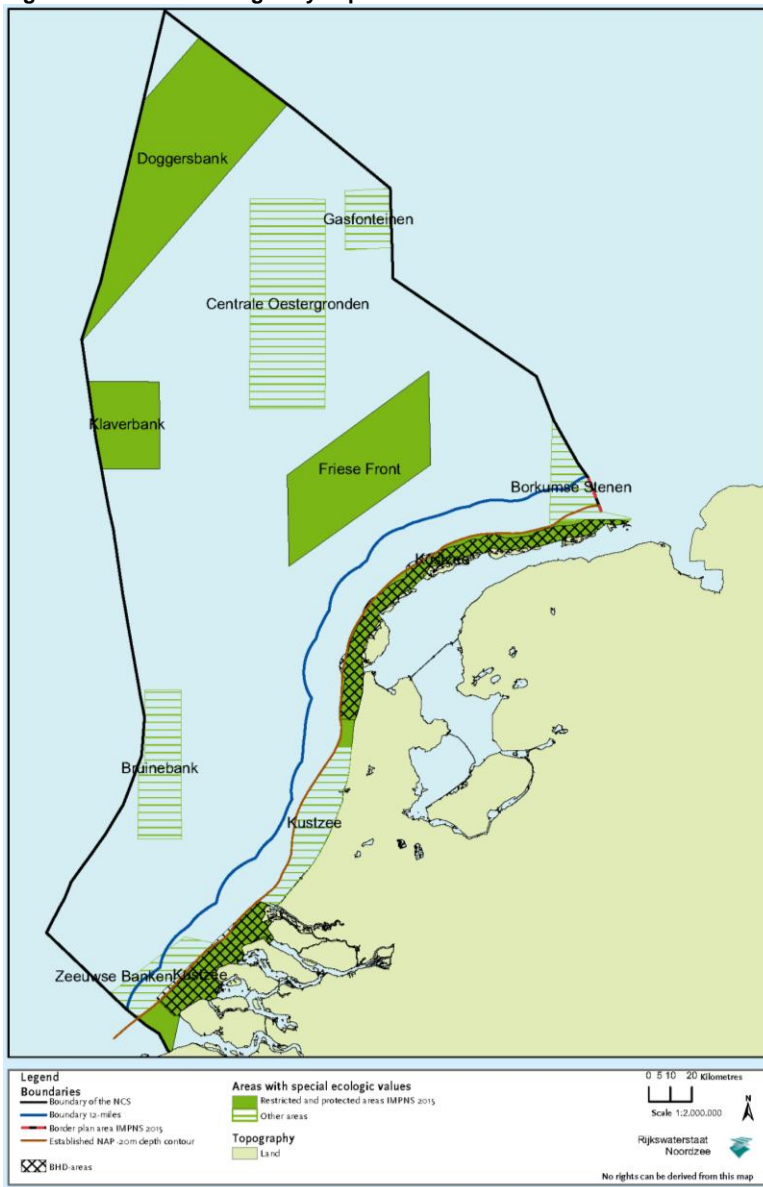 Doggersbank
Gasfonteinen
Centrale Oestergronden
Klaverbank
Friese Front
Borkumse Stenen
Kustzee
Bruinebank
Kustzee
Zeeuwse Banken
Kustzee
Legend
Boundaries
Boundary of the NCS
Boundary 12-miles
Border plan area IMPNS 2015
Established NAP -20m depth contour
BHD-areas
Areas with special ecologic values
Restricted and protected areas IMPNS 2015
Other areas
Topography
Land
0 5 10 20 Kilometres
Scale 1:2.000.000
N
Rijkswaterstaat
Noordzee
No rights can be derived from this map